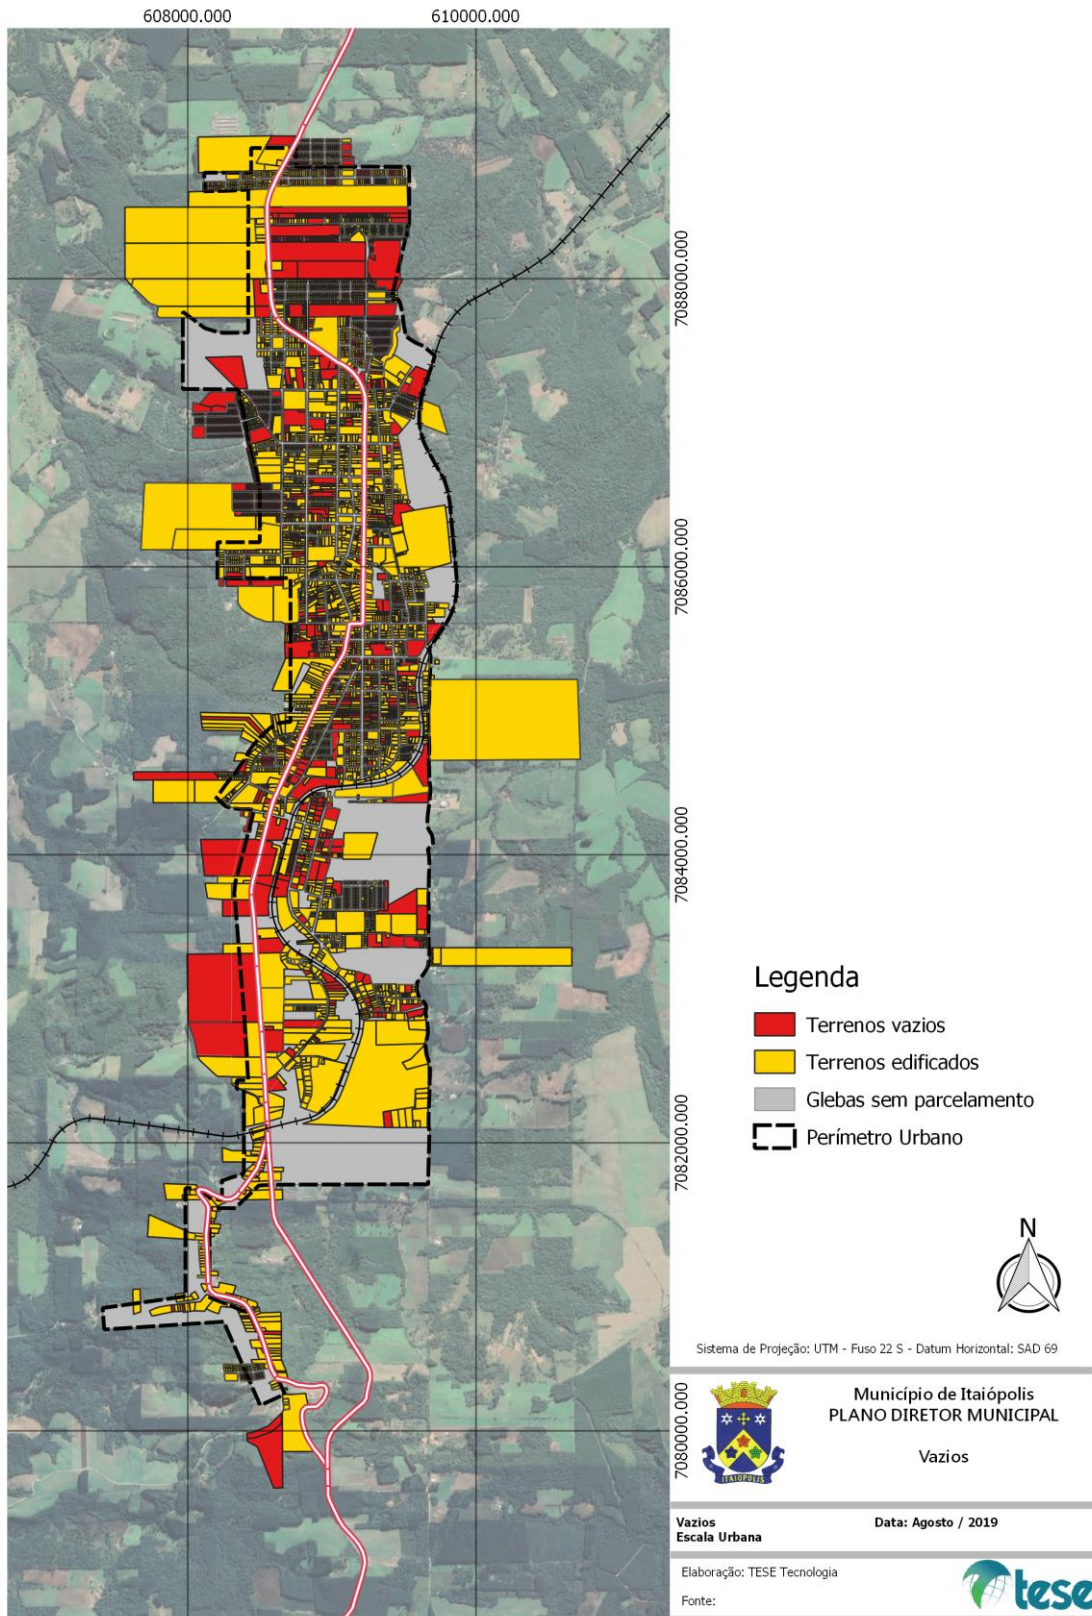 608000.000
610000.000
7088000.000
7086000.000
7084000.000
7082000.000
7080000.000
Legenda
Terrenos vazios
Terrenos edificados
Glebas sem parcelamento
Perímetro Urbano
N
Sistema de Projeção: UTM - Fuso 22 S - Datum Horizontal: SAD 69
ITAIÓPOLIS
Município de Itaiópolis
PLANO DIRETOR MUNICIPAL
Vazios
Vazios
Escala Urbana
Data: Agosto / 2019
Elaboração: TESE Tecnologia
Fonte:
tese